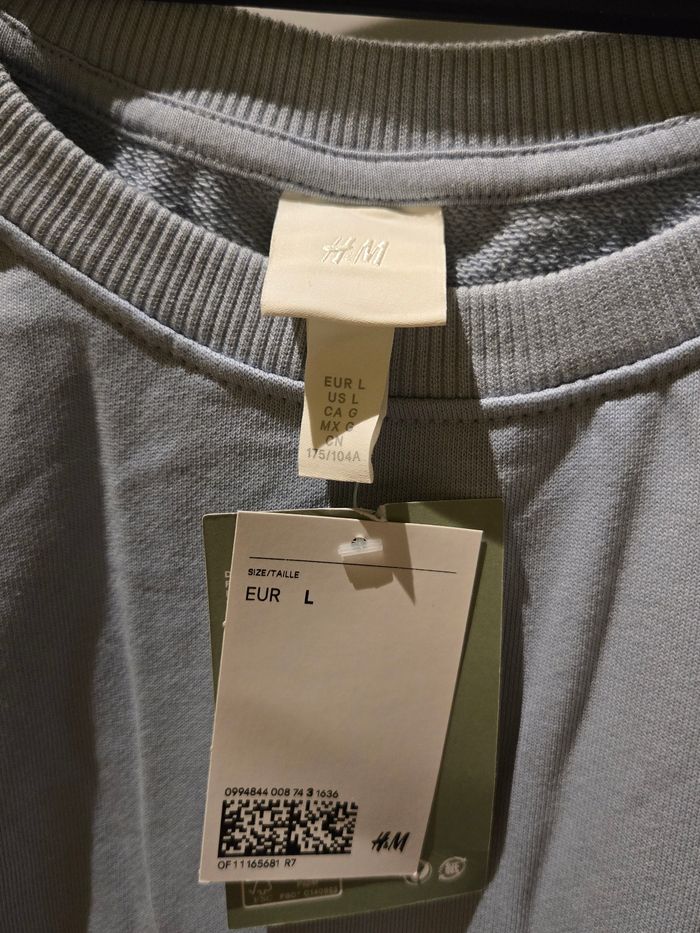 H&M
EUR L
US L
CA G
MX G
CN
175/104A
SIZE/TAILLE
EUR L
0994844 008 74 3 1636
OF11165681 R7
H&M